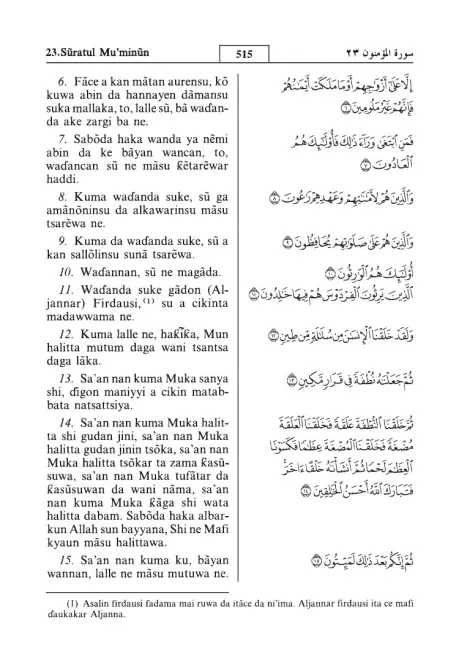 23.Sūratul Mu'minūn
515
سورة المؤمنون ٢٣
6. Fāce a kan mātan aurensu, kō
kuwa abin da hannayen dāmansu
suka mallaka, to, lalle sū, bā waɗan-
da ake zargi ba ne.
7. Sabōda haka wanda ya nēmi
abin da ke bāyan wancan, to,
waɗancan sū ne māsu ƙētarēwar
haddi.
8. Kuma waɗanda suke, sū ga
amānōninsu da alkawarinsu māsu
tsarēwa ne.
9. Kuma da waɗanda suke, sū a
kan sallōlinsu sunā tsarēwa.
10. Waɗannan, sū ne magāda.
11. Waɗanda suke gādon (Al-
jannar) Firdausi,(1) su a cikinta
madawwama ne.
12. Kuma lalle ne, haƙīƙa, Mun
halitta mutum daga wani tsantsa
daga lāka.
13. Sa'an nan kuma Muka sanya
shi, ɗigon maniyyi a cikin matab-
bata natsattsiya.
14. Sa'an nan kuma Muka halit-
ta shi gudan jini, sa'an nan Muka
halitta gudan jinin tsōka, sa'an nan
Muka halitta tsōkar ta zama ƙasū-
suwa, sa'an nan Muka tufātar da
ƙasūsuwan da wani nāma, sa'an
nan kuma Muka ƙāga shi wata
halitta dabam. Sabōda haka albar-
kun Allah sun bayyana, Shi ne Mafi
kyaun māsu halittawa.
15. Sa'an nan kuma ku, bāyan
wannan, lalle ne māsu mutuwa ne.
إِلَّا عَلَىٰٓ أَزْوَٰجِهِمْ أَوْ مَا مَلَكَتْ أَيْمَٰنُهُمْ
فَإِنَّهُمْ غَيْرُ مَلُومِينَ ٦
فَمَنِ ٱبْتَغَىٰ وَرَآءَ ذَٰلِكَ فَأُو۟لَٰٓئِكَ هُمُ
ٱلْعَادُونَ ٧
وَٱلَّذِينَ هُمْ لِأَمَٰنَٰتِهِمْ وَعَهْدِهِمْ رَٰعُونَ ٨
وَٱلَّذِينَ هُمْ عَلَىٰ صَلَوَٰتِهِمْ يُحَافِظُونَ ٩
أُو۟لَٰٓئِكَ هُمُ ٱلْوَٰرِثُونَ ١٠
ٱلَّذِينَ يَرِثُونَ ٱلْفِرْدَوْسَ هُمْ فِيهَا خَٰلِدُونَ ١١
وَلَقَدْ خَلَقْنَا ٱلْإِنسَٰنَ مِن سُلَٰلَةٍ مِّن طِينٍ ١٢
ثُمَّ جَعَلْنَٰهُ نُطْفَةً فِى قَرَارٍ مَّكِينٍ ١٣
ثُمَّ خَلَقْنَا ٱلنُّطْفَةَ عَلَقَةً فَخَلَقْنَا ٱلْعَلَقَةَ
مُضْغَةً فَخَلَقْنَا ٱلْمُضْغَةَ عِظَٰمًا فَكَسَوْنَا
ٱلْعِظَٰمَ لَحْمًا ثُمَّ أَنشَأْنَٰهُ خَلْقًا ءَاخَرَ
فَتَبَارَكَ ٱللَّهُ أَحْسَنُ ٱلْخَٰلِقِينَ ١٤
ثُمَّ إِنَّكُم بَعْدَ ذَٰلِكَ لَمَيِّتُونَ ١٥
(1) Asalin firdausi fadama mai ruwa da itāce da ni'ima. Aljannar firdausi ita ce mafi
ɗaukakar Aljanna.